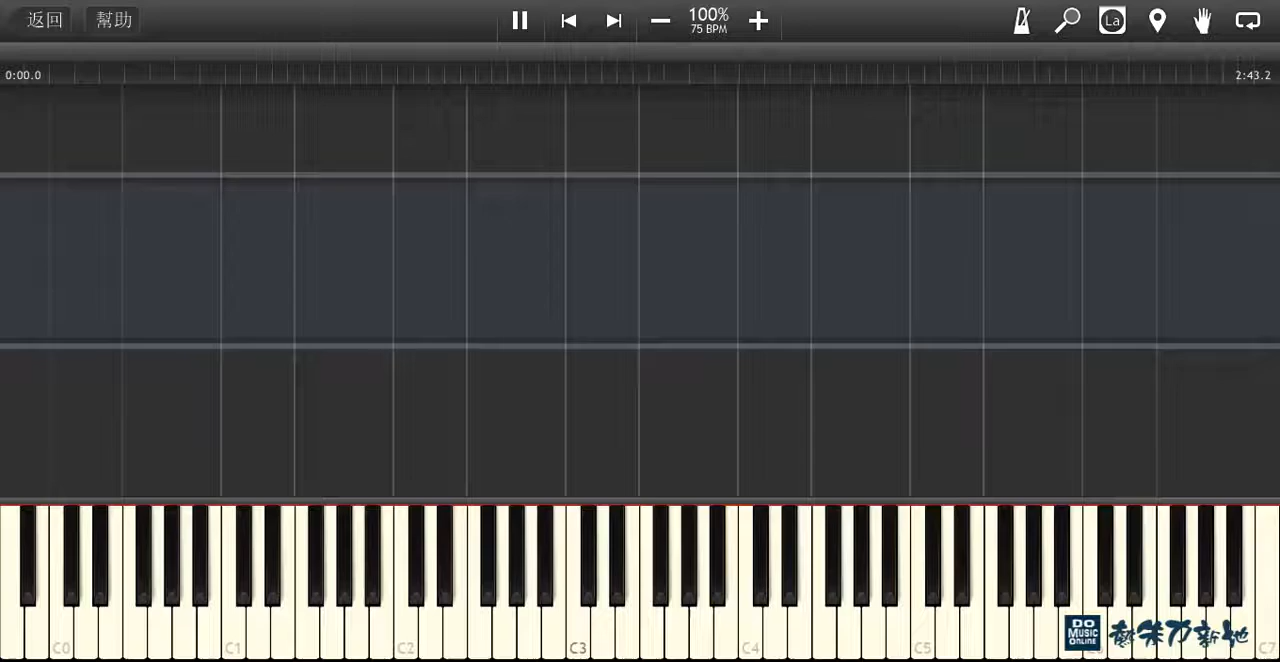 返回
幫助
100%
75 BPM
La
0:00.0
2:43.2
C0
C1
C2
C3
C4
C5
C7
DO
MUSIC
ONLINE